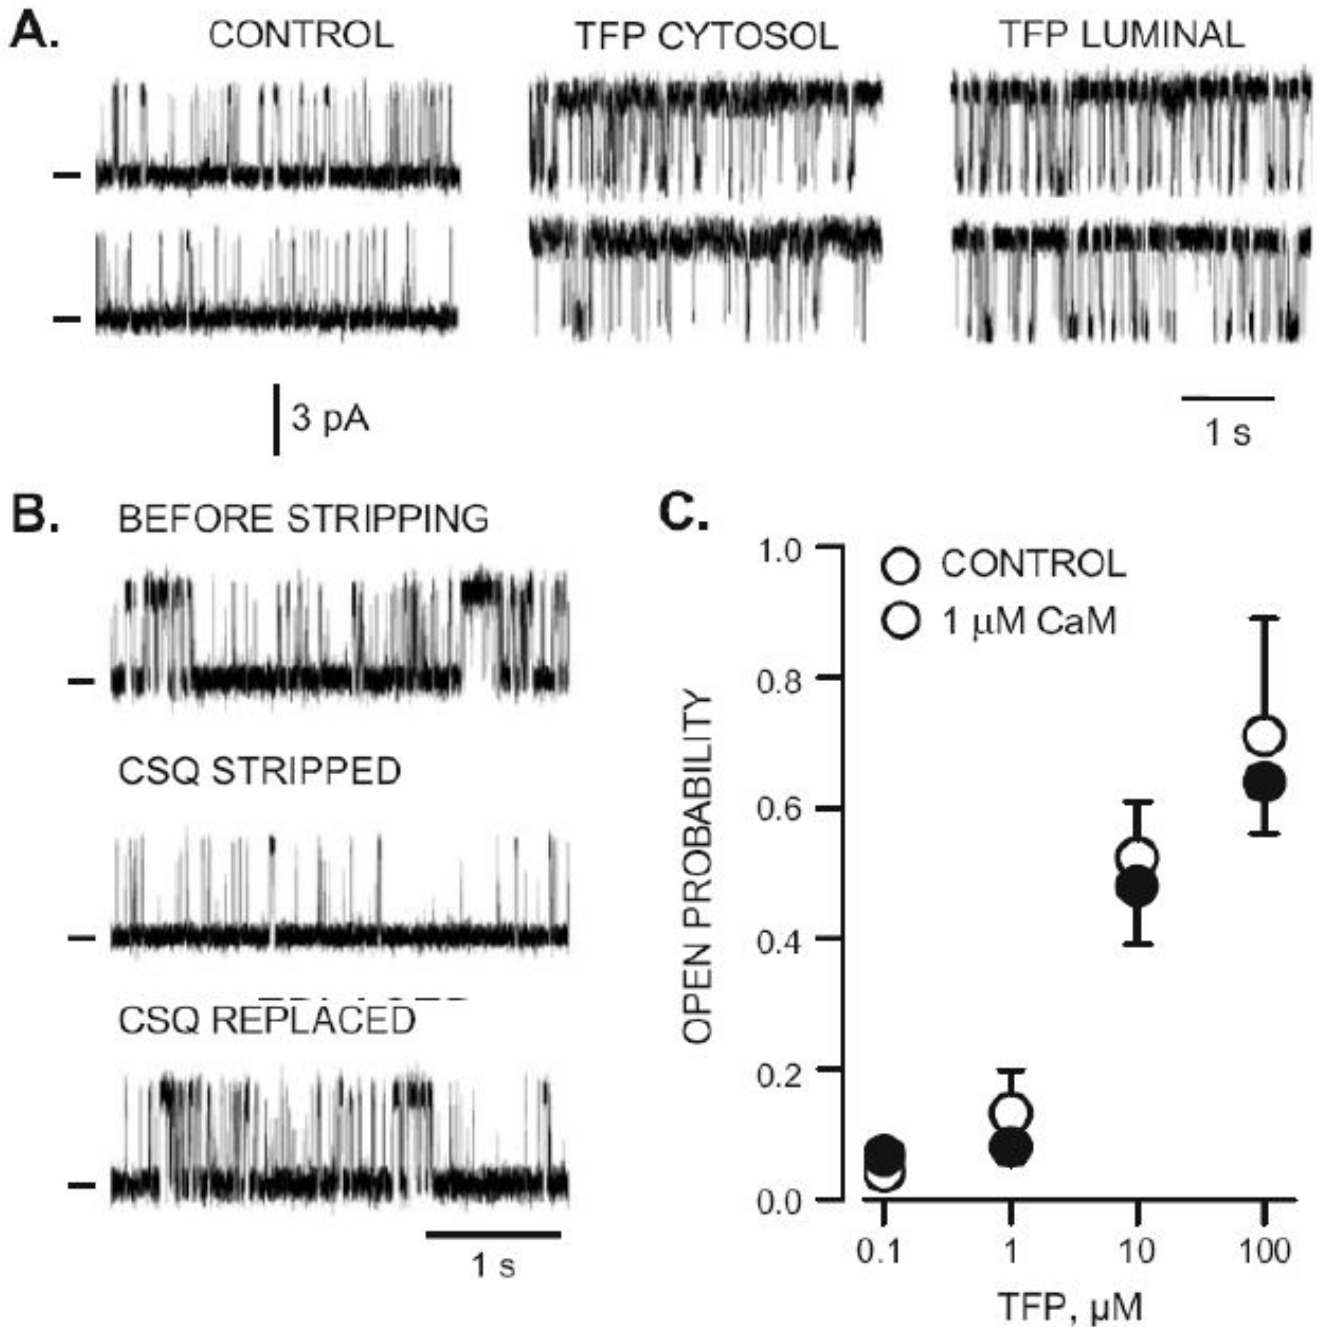 A.
CONTROL
TFP CYTOSOL
TFP LUMINAL
3 pA
1 s
B.
BEFORE STRIPPING
CSQ STRIPPED
CSQ REPLACED
1 s
C.
CONTROL
1 μM CaM
OPEN PROBABILITY
1.0
0.8
0.6
0.4
0.2
0.0
0.1 1 10 100
TFP, μM